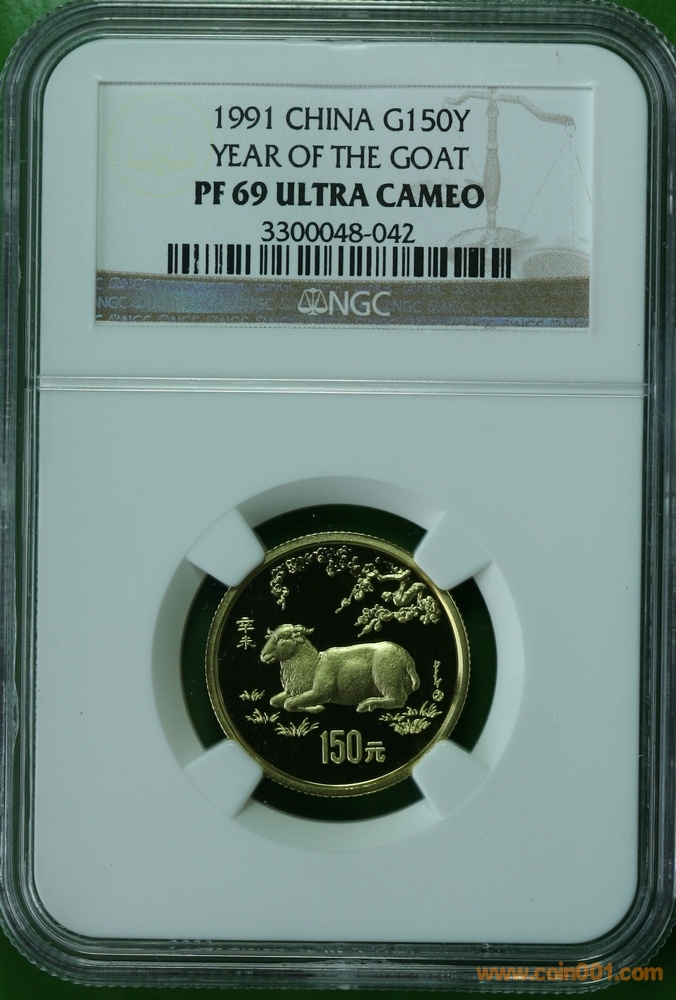 1991 CHINA G150Y
YEAR OF THE GOAT
PF 69 ULTRA CAMEO
3300048-042
NGC
辛未
150元
www.coin001.com